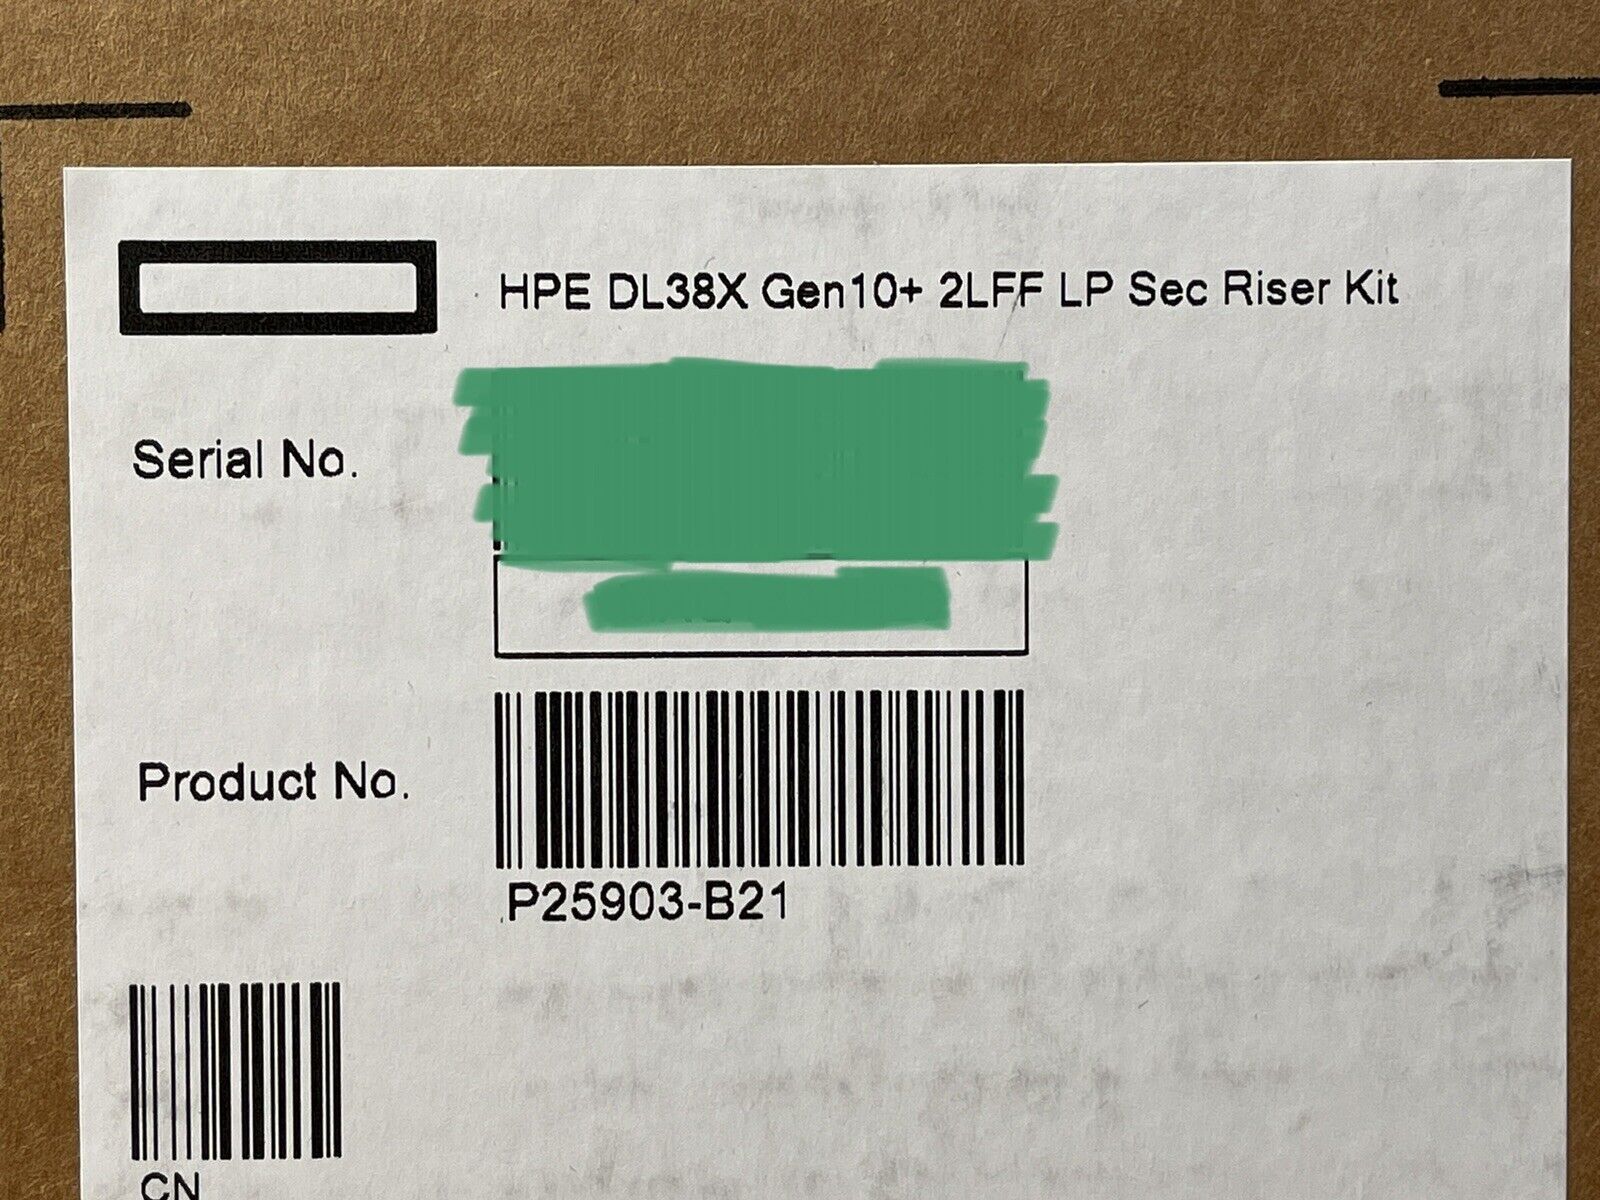 HPE DL38X Gen10+ 2LFF LP Sec Riser Kit
Serial No.
Product No.
P25903-B21
CN